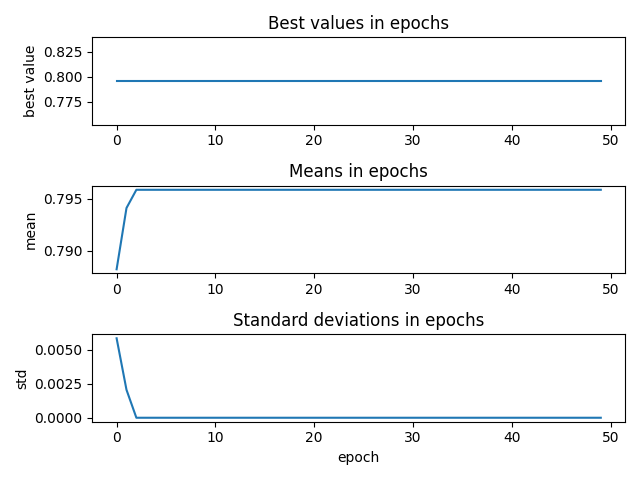 Best values in epochs
best value
0.825
0.800
0.775
0 10 20 30 40 50
Means in epochs
mean
0.795
0.790
0 10 20 30 40 50
Standard deviations in epochs
std
0.0050
0.0025
0.0000
0 10 20 30 40 50
epoch